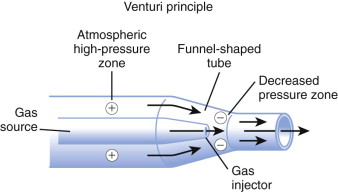 Venturi principle
Atmospheric
high-pressure
zone
Funnel-shaped
tube
Decreased
pressure zone
Gas
source
+
−
+
−
Gas
injector